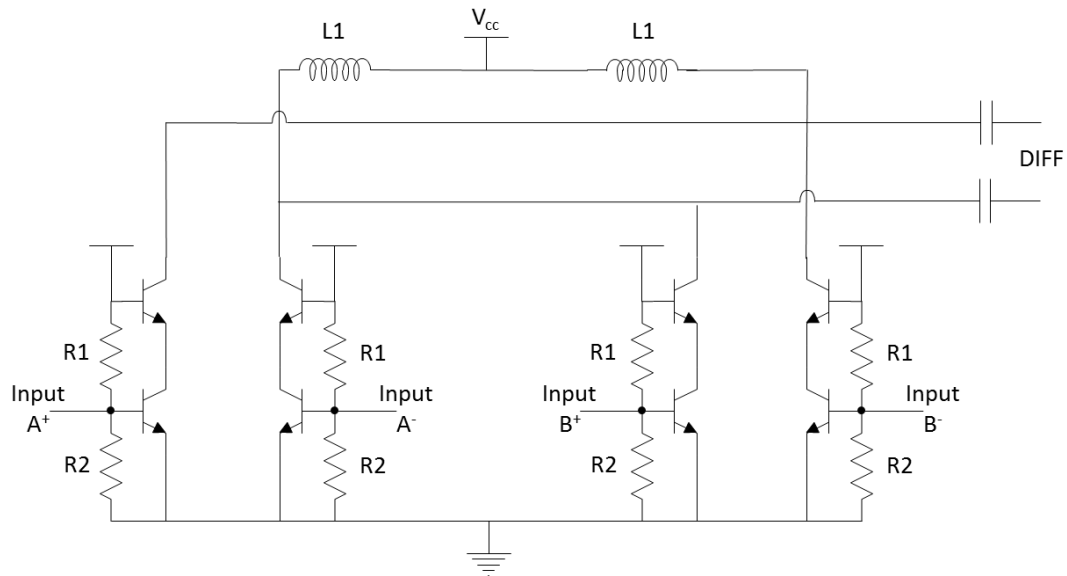 L1
Vcc
L1
DIFF
R1
R1
R1
R1
Input
A+
Input
A-
Input
B+
Input
B-
R2
R2
R2
R2